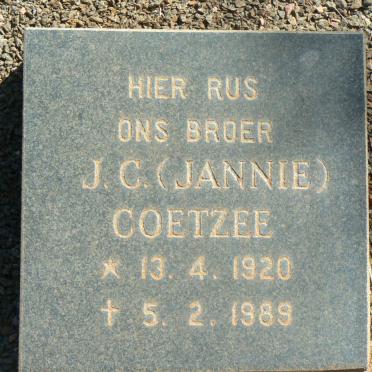 HIER RUS
ONS BROER
J. C. (JANNIE)
COETZEE
* 13. 4. 1920
† 5. 2. 1989